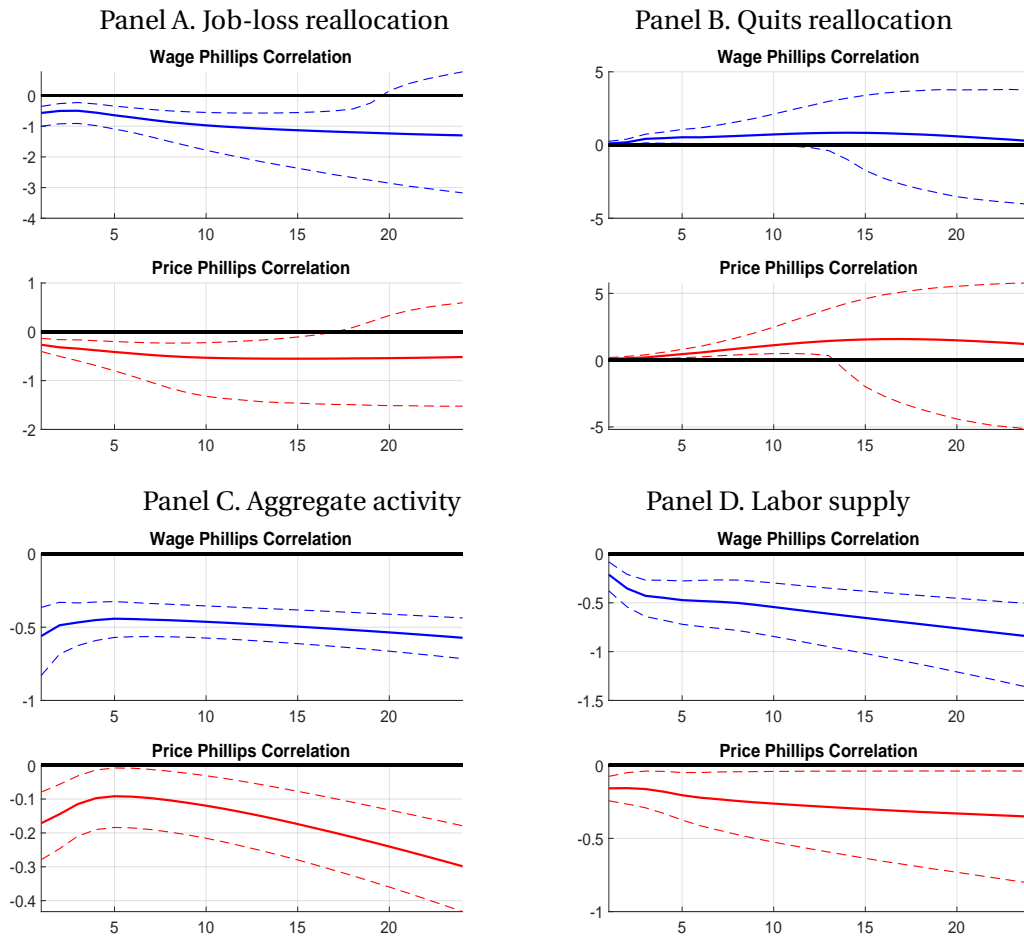 Panel A. Job-loss reallocation
Wage Phillips Correlation
0
-1
-2
-3
-4
5 10 15 20
Price Phillips Correlation
1
0
-1
-2
5 10 15 20
Panel B. Quits reallocation
Wage Phillips Correlation
5
0
-5
5 10 15 20
Price Phillips Correlation
5
0
-5
5 10 15 20
Panel C. Aggregate activity
Wage Phillips Correlation
0
-0.5
-1
5 10 15 20
Price Phillips Correlation
0
-0.1
-0.2
-0.3
-0.4
5 10 15 20
Panel D. Labor supply
Wage Phillips Correlation
0
-0.5
-1
-1.5
5 10 15 20
Price Phillips Correlation
0
-0.5
-1
5 10 15 20